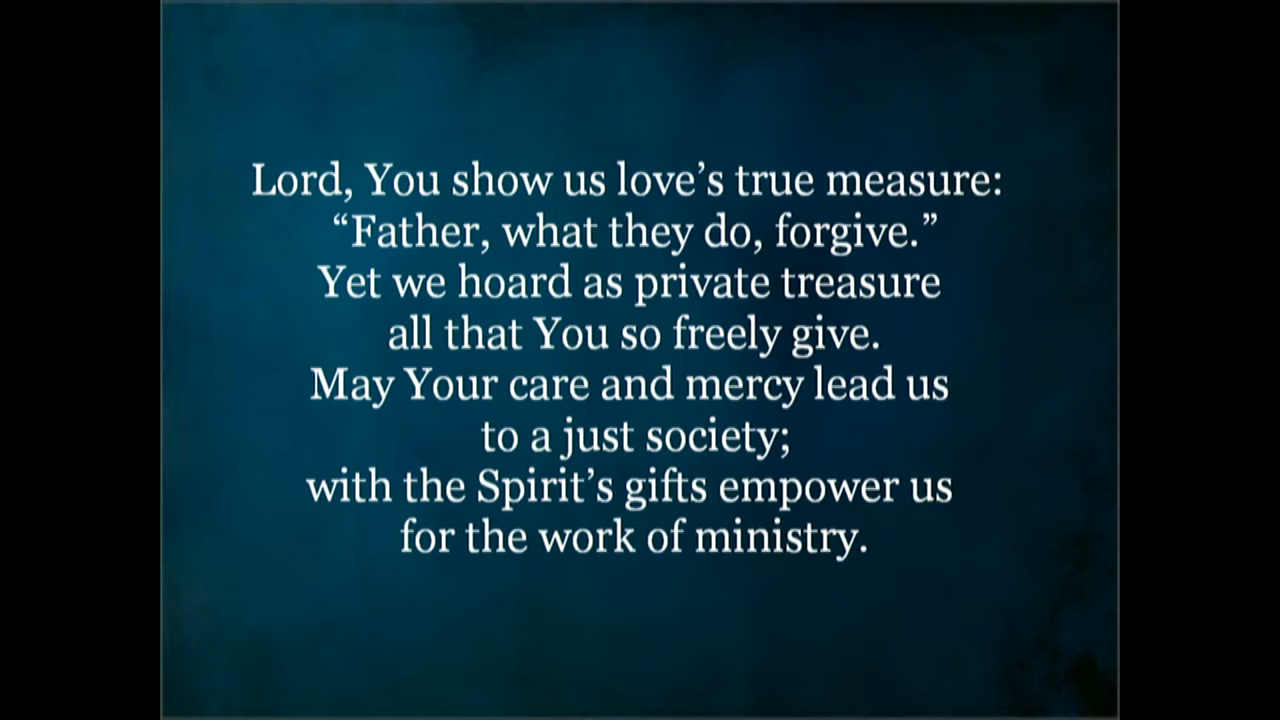 Lord, You show us love’s true measure:
“Father, what they do, forgive.”
Yet we hoard as private treasure
all that You so freely give.
May Your care and mercy lead us
to a just society;
with the Spirit’s gifts empower us
for the work of ministry.